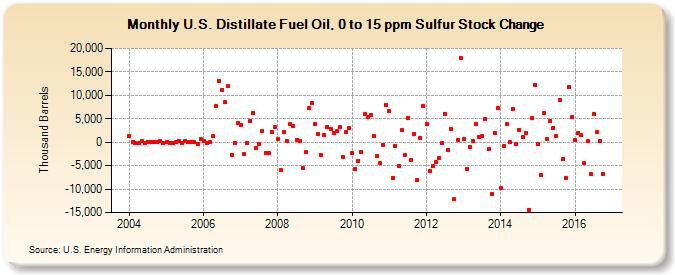 Monthly U.S. Distillate Fuel Oil, 0 to 15 ppm Sulfur Stock Change
Thousand Barrels
20,000
15,000
10,000
5,000
0
-5,000
-10,000
-15,000
2004 2006 2008 2010 2012 2014 2016
Source: U.S. Energy Information Administration